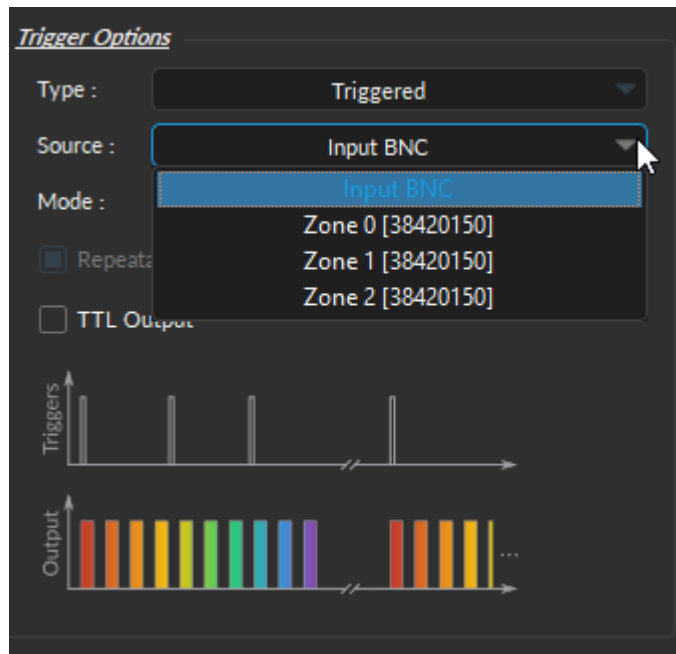 Trigger Options
Type : Triggered
Source : Input BNC
Input BNC
Mode :
Zone 0 [38420150]
Zone 1 [38420150]
Zone 2 [38420150]
TTL Output
Triggers
Output
...